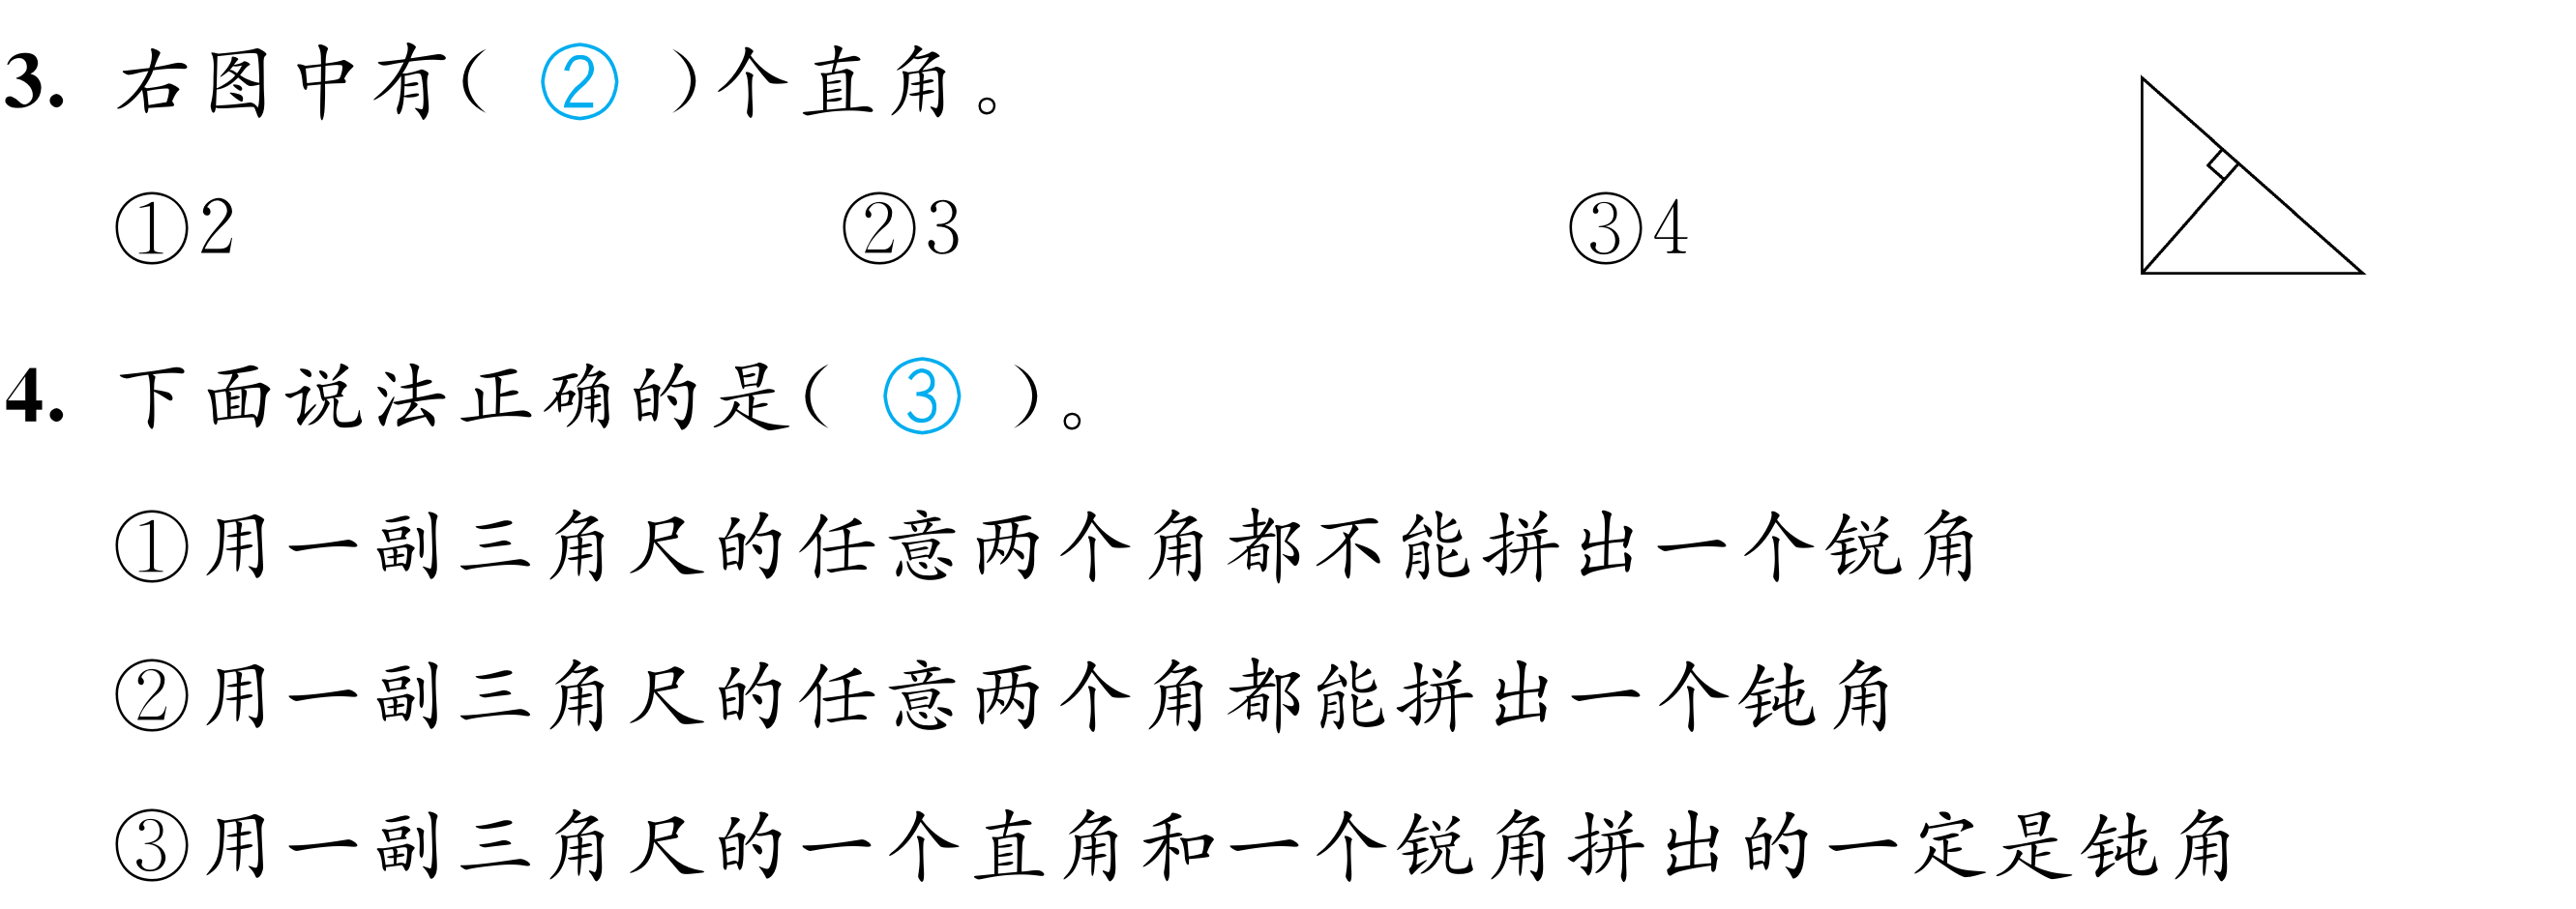 3. 右图中有( ② )个直角。
①2 ②3 ③4
4. 下面说法正确的是( ③ )。
①用一副三角尺的任意两个角都不能拼出一个锐角
②用一副三角尺的任意两个角都能拼出一个钝角
③用一副三角尺的一个直角和一个锐角拼出的一定是钝角